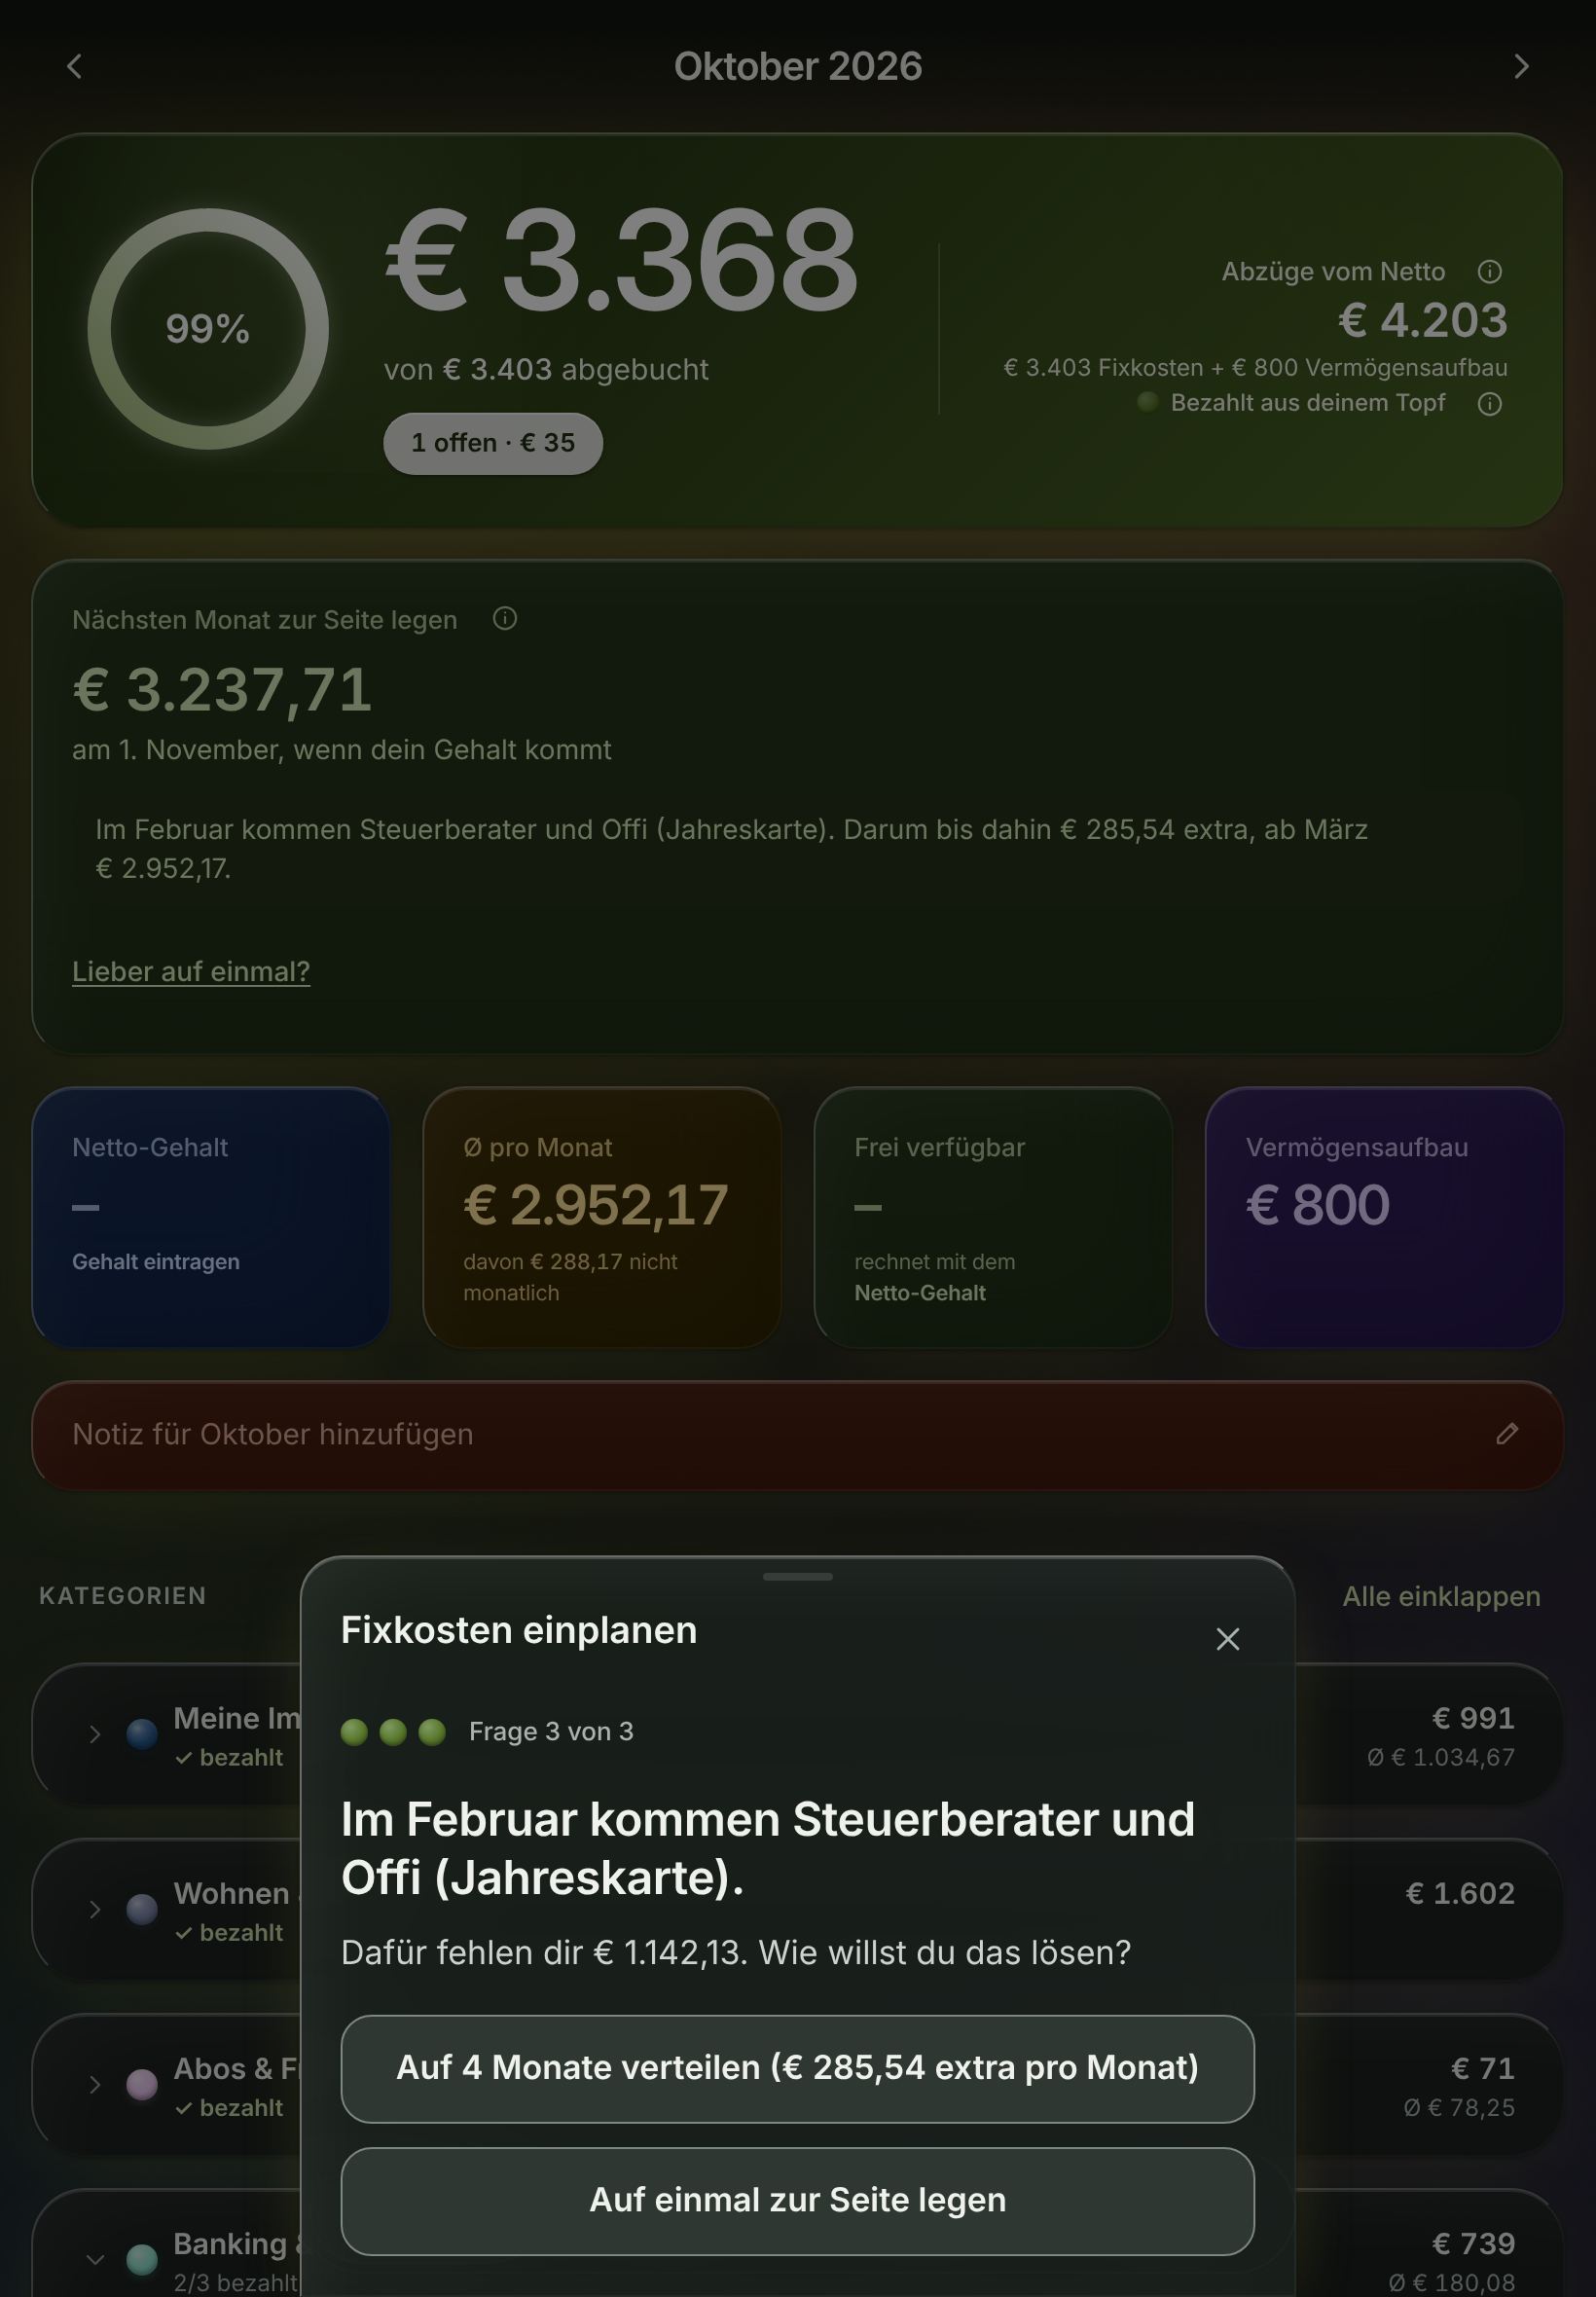 Oktober 2026
99%
€ 3.368
von € 3.403 abgebucht
1 offen · € 35
Abzüge vom Netto
€ 4.203
€ 3.403 Fixkosten + € 800 Vermögensaufbau
Bezahlt aus deinem Topf
Nächsten Monat zur Seite legen
€ 3.237,71
am 1. November, wenn dein Gehalt kommt
Im Februar kommen Steuerberater und Offi (Jahreskarte). Darum bis dahin € 285,54 extra, ab März
€ 2.952,17.
Lieber auf einmal?
Netto-Gehalt
–
Gehalt eintragen
Ø pro Monat
€ 2.952,17
davon € 288,17 nicht
monatlich
Frei verfügbar
–
rechnet mit dem
Netto-Gehalt
Vermögensaufbau
€ 800
Notiz für Oktober hinzufügen
KATEGORIEN
Alle einklappen
Meine Im
✓ bezahlt
€ 991
Ø € 1.034,67
Wohnen
✓ bezahlt
€ 1.602
Abos & F
✓ bezahlt
€ 71
Ø € 78,25
Banking &
2/3 bezahlt
€ 739
Ø € 180,08
Fixkosten einplanen
Frage 3 von 3
Im Februar kommen Steuerberater und
Offi (Jahreskarte).
Dafür fehlen dir € 1.142,13. Wie willst du das lösen?
Auf 4 Monate verteilen (€ 285,54 extra pro Monat)
Auf einmal zur Seite legen